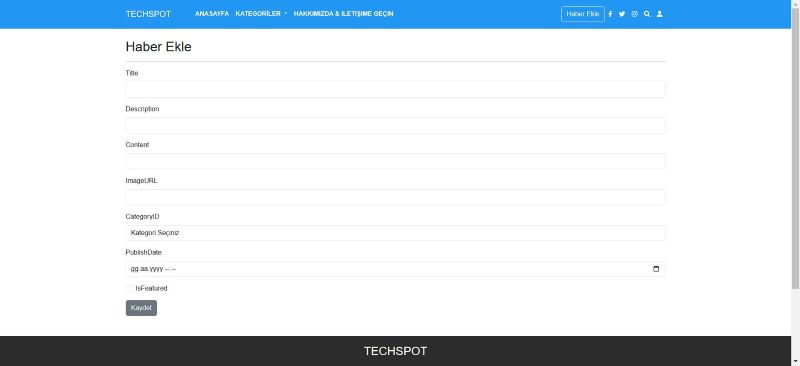 TECHSPOT ANASAYFA KATEGORİLER HAKKIMIZDA & İLETİŞİME GEÇİN Haber Ekle
Haber Ekle
Title
Description
Content
ImageURL
CategoryID
Kategori Seçiniz
PublishDate
gg.aa.yyyy --:--
IsFeatured
Kaydet
TECHSPOT